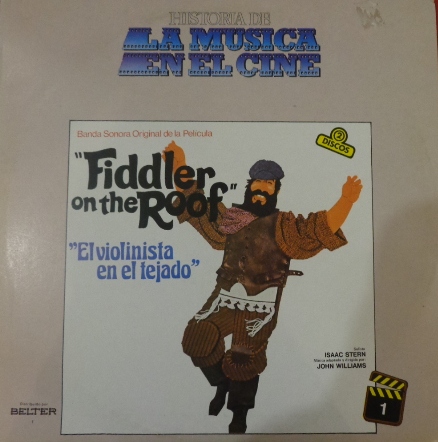 HISTORIA DE
LA MUSICA
EN EL CINE
Banda Sonora Original de la Película
2
DISCOS
"Fiddler
on the Roof"
"El violinista
en el tejado"
ISAAC STERN
JOHN WILLIAMS
1
BELTER